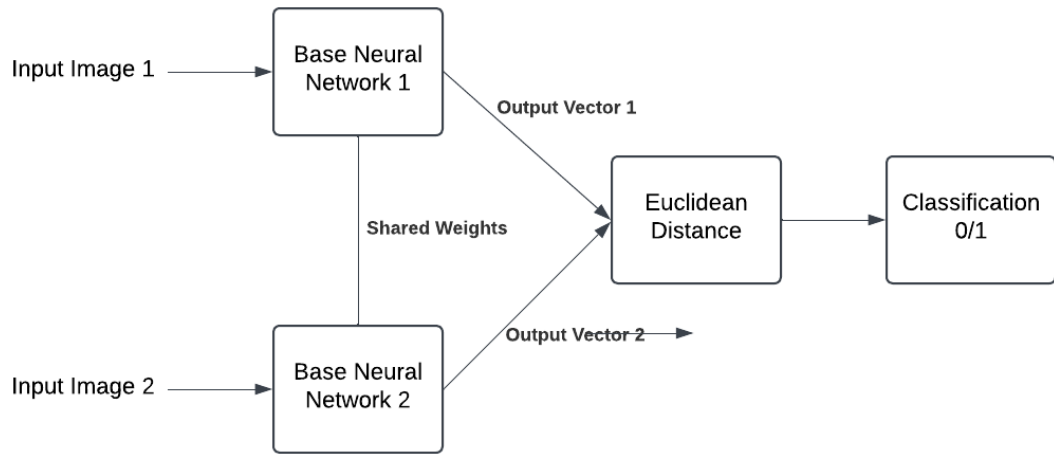 Input Image 1
Base Neural
Network 1
Output Vector 1
Euclidean
Distance
Classification
0/1
Shared Weights
Output Vector 2
Input Image 2
Base Neural
Network 2